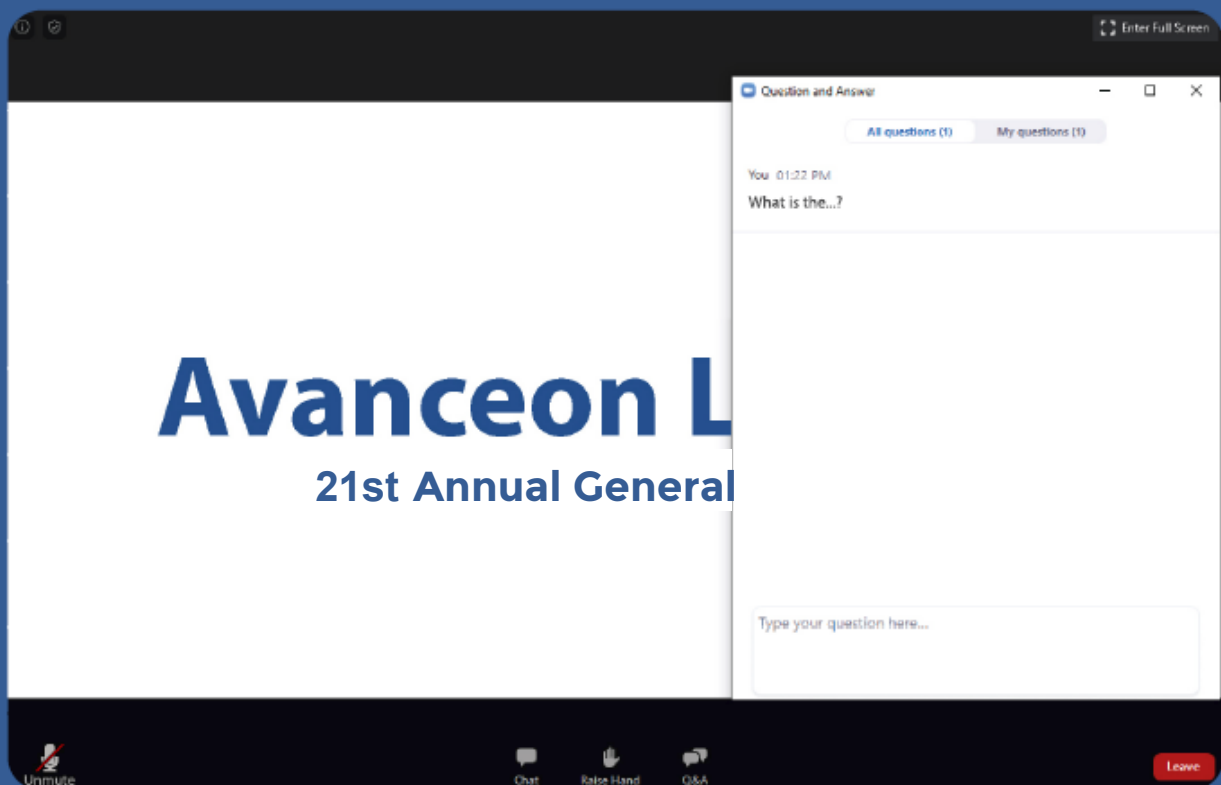 Enter Full Screen
Question and Answer
All questions (1) My questions (1)
You 01:22 PM
What is the...?
Avanceon L
21st Annual General
Type your question here...
Unmute
Chat
Raise Hand
Q&A
Leave